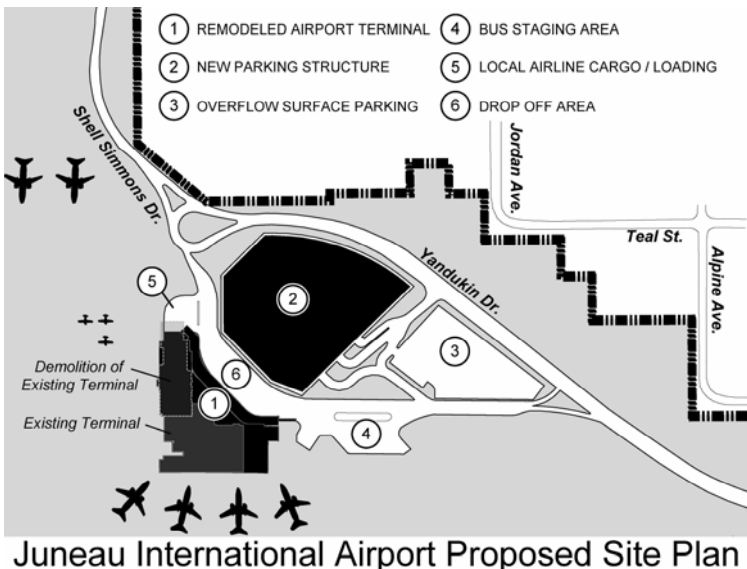 1 REMODELED AIRPORT TERMINAL
2 NEW PARKING STRUCTURE
3 OVERFLOW SURFACE PARKING
4 BUS STAGING AREA
5 LOCAL AIRLINE CARGO / LOADING
6 DROP OFF AREA
Shell Simmons Dr.
Jordan Ave.
Teal St.
Alpine Ave.
Yandukin Dr.
5
2
3
6
1
4
Demolition of
Existing Terminal
Existing Terminal
Juneau International Airport Proposed Site Plan